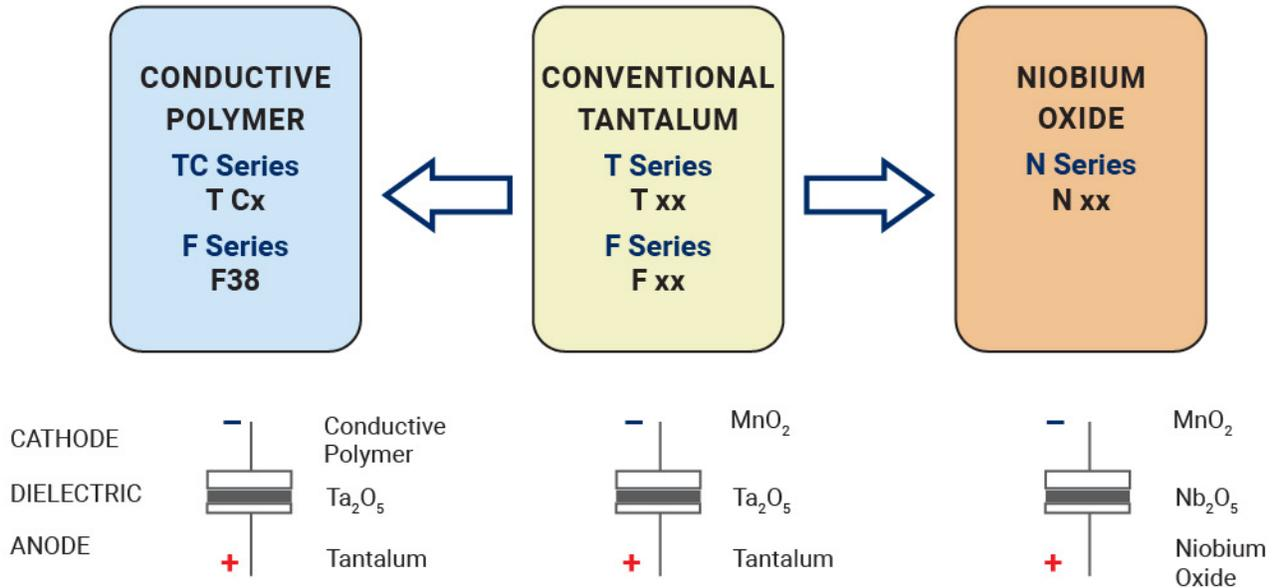 CONDUCTIVE
POLYMER
TC Series
T Cx
F Series
F38
CONVENTIONAL
TANTALUM
T Series
T xx
F Series
F xx
NIOBIUM
OXIDE
N Series
N xx
CATHODE
DIELECTRIC
ANODE
−
Conductive
Polymer
Ta₂O₅
+
Tantalum
−
MnO₂
Ta₂O₅
+
Tantalum
−
MnO₂
Nb₂O₅
+
Niobium
Oxide